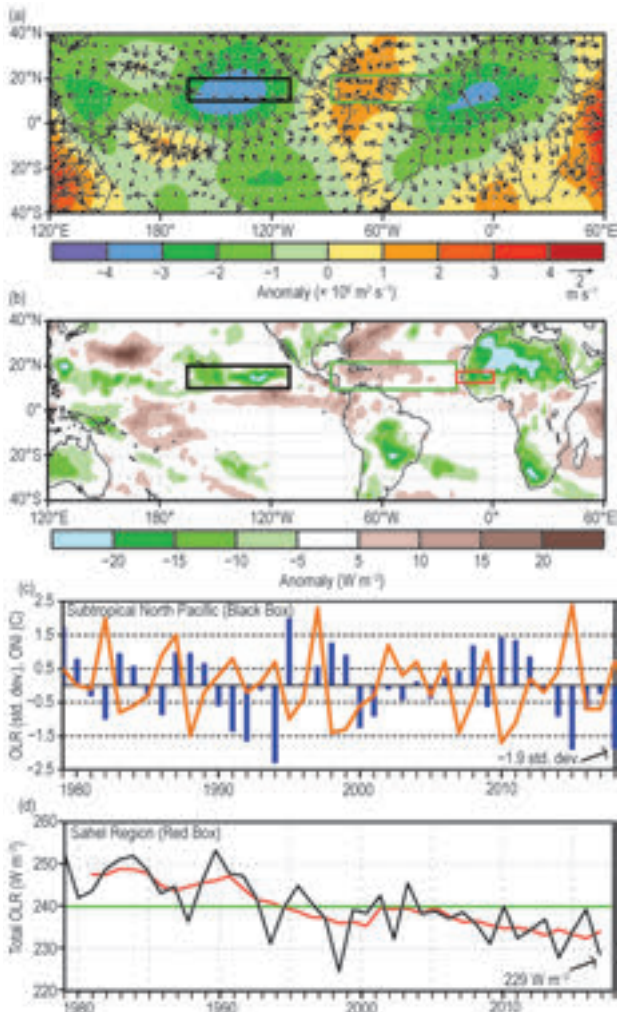 (a)
40°N
20°N
0°
20°S
40°S
120°E 180° 120°W 60°W 0° 60°E
−4 −3 −2 −1 0 1 2 3 4 2
Anomaly (× 10⁶ m² s⁻¹) m s⁻¹
(b)
40°N
20°N
0°
20°S
40°S
120°E 180° 120°W 60°W 0° 60°E
−20 −15 −10 −5 5 10 15 20
Anomaly (W m⁻²)
(c)
Subtropical North Pacific (Black Box)
OLR (std. dev.), ONI (C)
2.5
1.5
0.5
−0.5
−1.5
−2.5
−1.9 std. dev.
1980 1990 2000 2010
(d)
Sahel Region (Red Box)
Total OLR (W m⁻²)
260
250
240
230
220
229 W m⁻²
1980 1990 2000 2010